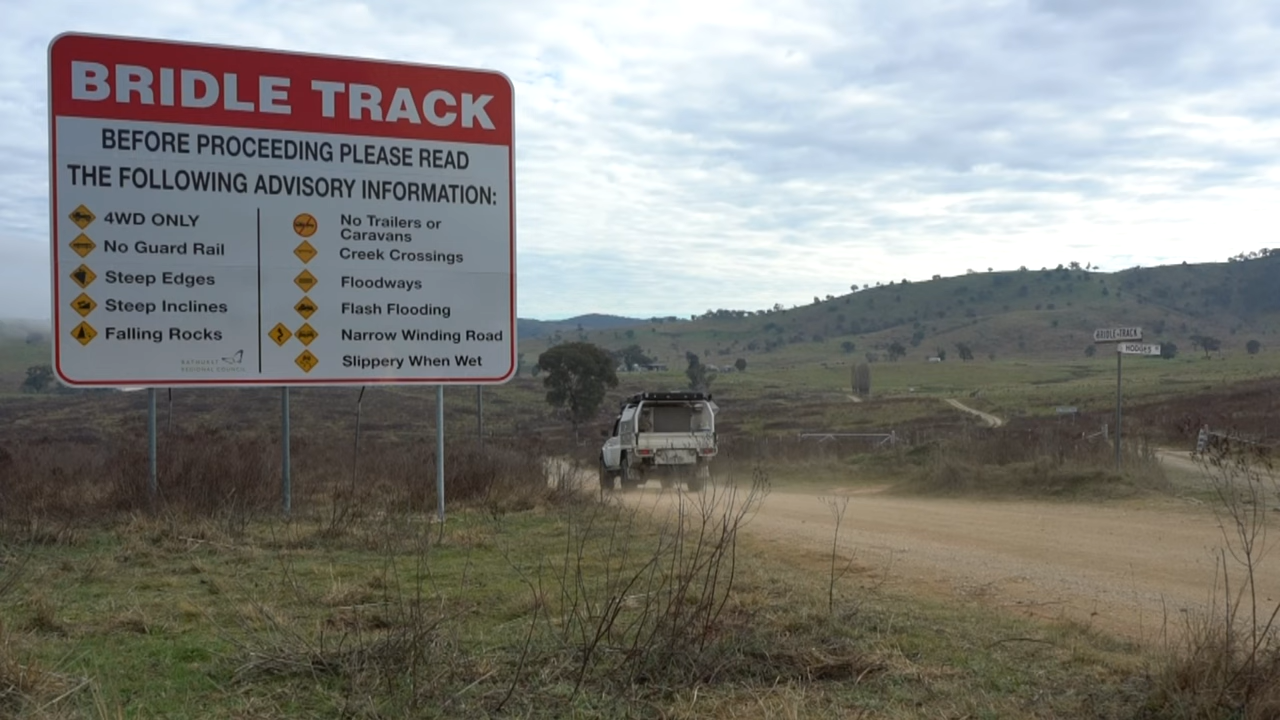 BRIDLE TRACK
BEFORE PROCEEDING PLEASE READ
THE FOLLOWING ADVISORY INFORMATION:
4WD ONLY
No Guard Rail
Steep Edges
Steep Inclines
Falling Rocks
BATHURST
REGIONAL COUNCIL
No Trailers or
Caravans
Creek Crossings
Floodways
Flash Flooding
Narrow Winding Road
Slippery When Wet
BRIDLE TRACK
HODGES